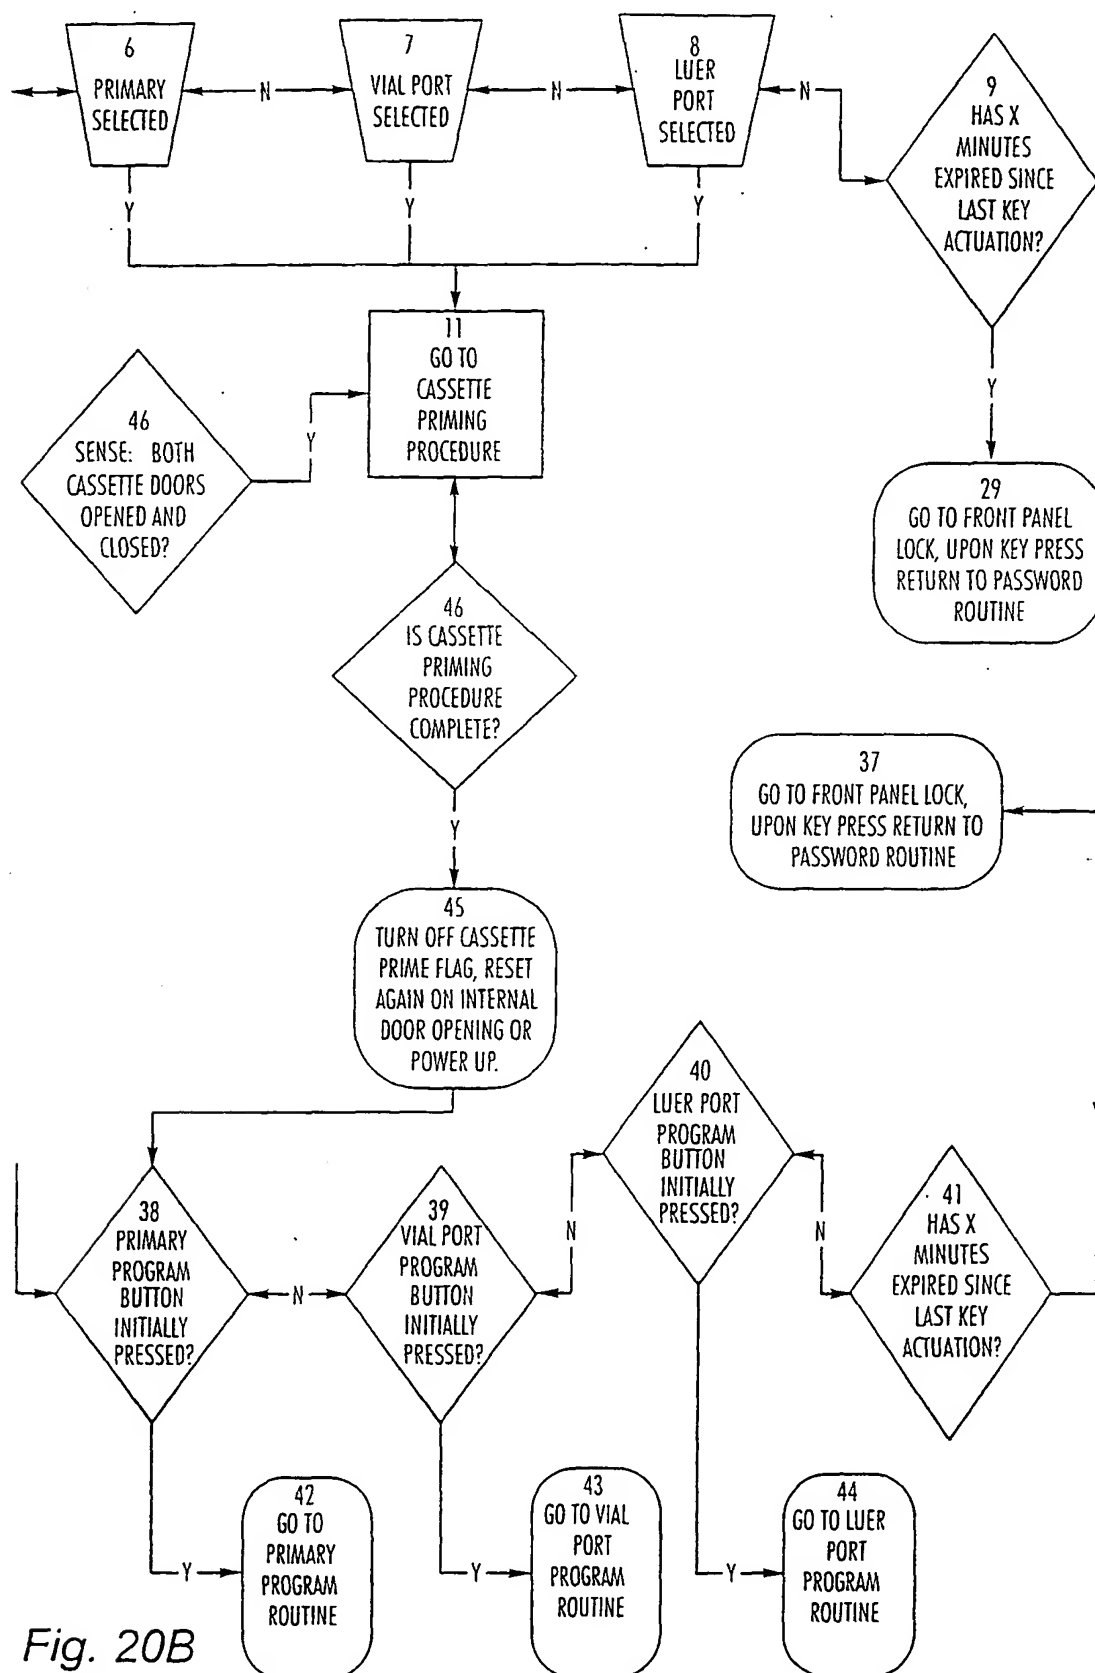 6
PRIMARY
SELECTED
N
7
VIAL PORT
SELECTED
N
8
LUER
PORT
SELECTED
N
9
HAS X
MINUTES
EXPIRED SINCE
LAST KEY
ACTUATION?
Y
Y
Y
Y
11
GO TO
CASSETTE
PRIMING
PROCEDURE
46
SENSE: BOTH
CASSETTE DOORS
OPENED AND
CLOSED?
Y
29
GO TO FRONT PANEL
LOCK, UPON KEY PRESS
RETURN TO PASSWORD
ROUTINE
46
IS CASSETTE
PRIMING
PROCEDURE
COMPLETE?
Y
37
GO TO FRONT PANEL LOCK,
UPON KEY PRESS RETURN TO
PASSWORD ROUTINE
45
TURN OFF CASSETTE
PRIME FLAG, RESET
AGAIN ON INTERNAL
DOOR OPENING OR
POWER UP.
38
PRIMARY
PROGRAM
BUTTON
INITIALLY
PRESSED?
N
39
VIAL PORT
PROGRAM
BUTTON
INITIALLY
PRESSED?
N
40
LUER PORT
PROGRAM
BUTTON
INITIALLY
PRESSED?
N
41
HAS X
MINUTES
EXPIRED SINCE
LAST KEY
ACTUATION?
Y
42
GO TO
PRIMARY
PROGRAM
ROUTINE
Y
43
GO TO VIAL
PORT
PROGRAM
ROUTINE
Y
44
GO TO LUER
PORT
PROGRAM
ROUTINE
Fig. 20B